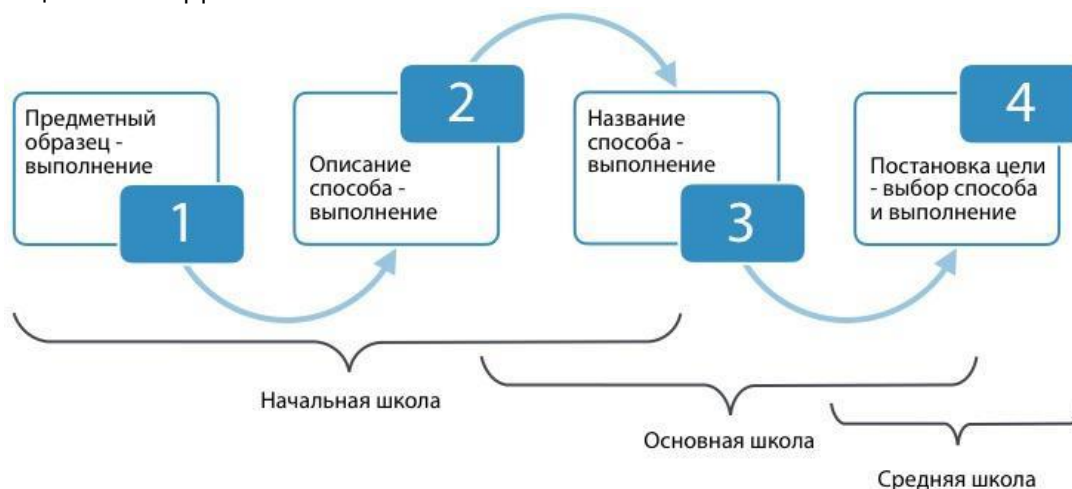 Предметный
образец -
выполнение
1
2
Описание
способа -
выполнение
Название
способа -
выполнение
3
4
Постановка цели
- выбор способа
и выполнение
Начальная школа
Основная школа
Средняя школа